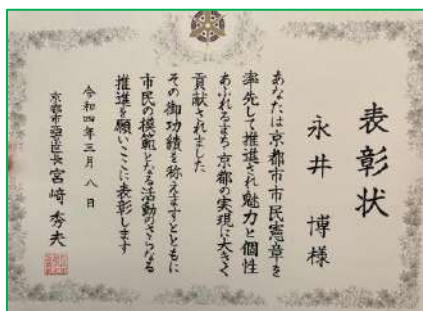 表彰状
永井 博 様
あなたは京都市市民憲章を
率先して推進され魅力と個性
あふれるまち京都の実現に大きく
貢献されました
その御功績を称えますとともに
市民の模範となる活動のさらなる
推進を願いここに表彰します
令和四年三月八日
京都市 区長 宮﨑秀夫